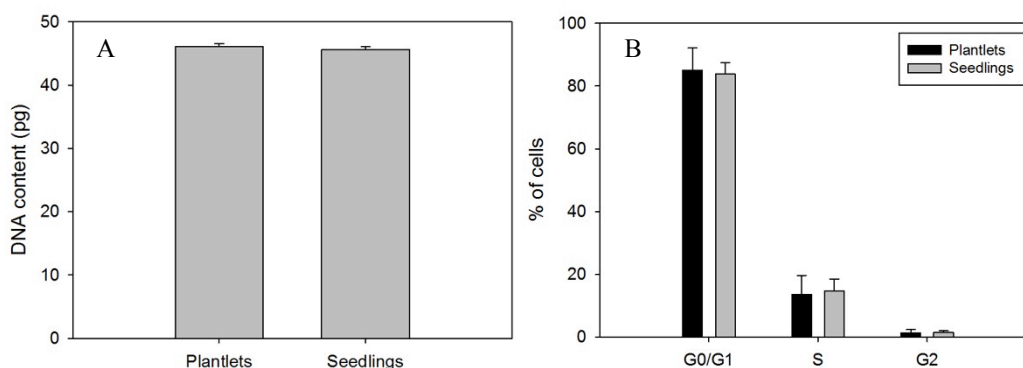 A
DNA content (pg)
50
40
30
20
10
0
Plantlets Seedlings
B
% of cells
100
80
60
40
20
0
G0/G1 S G2
Plantlets
Seedlings